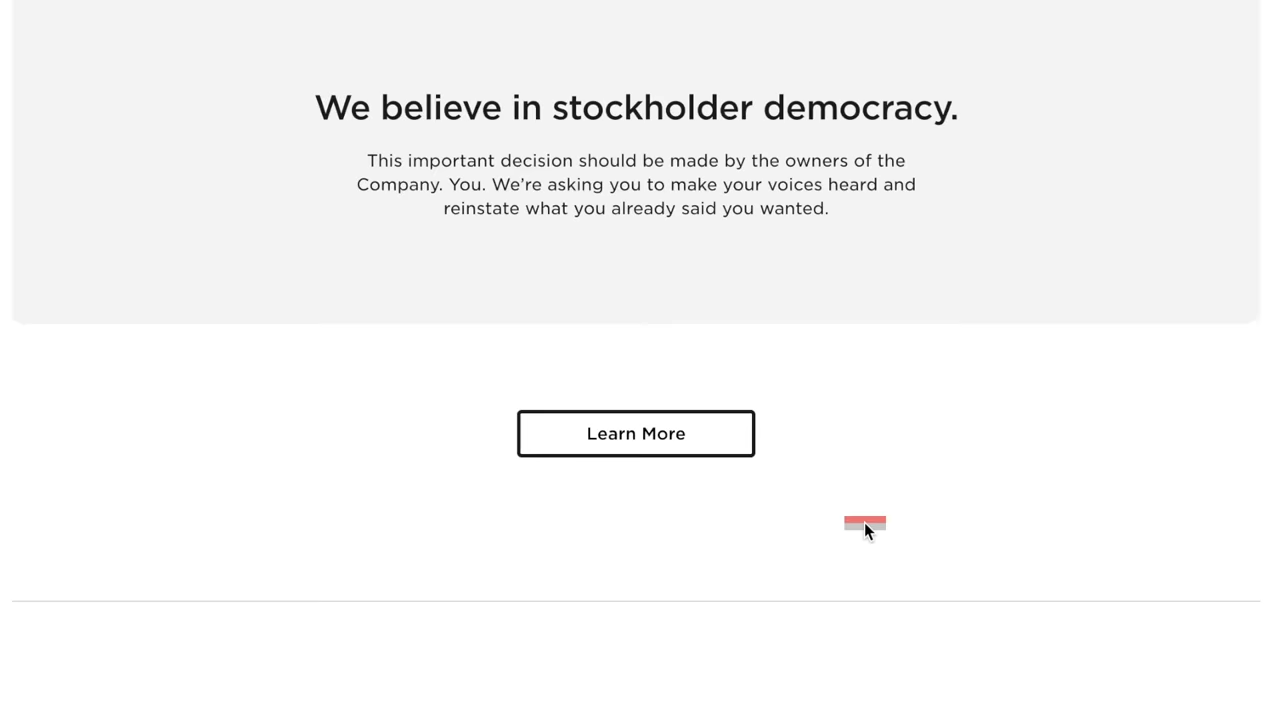 We believe in stockholder democracy.
This important decision should be made by the owners of the
Company. You. We’re asking you to make your voices heard and
reinstate what you already said you wanted.
Learn More